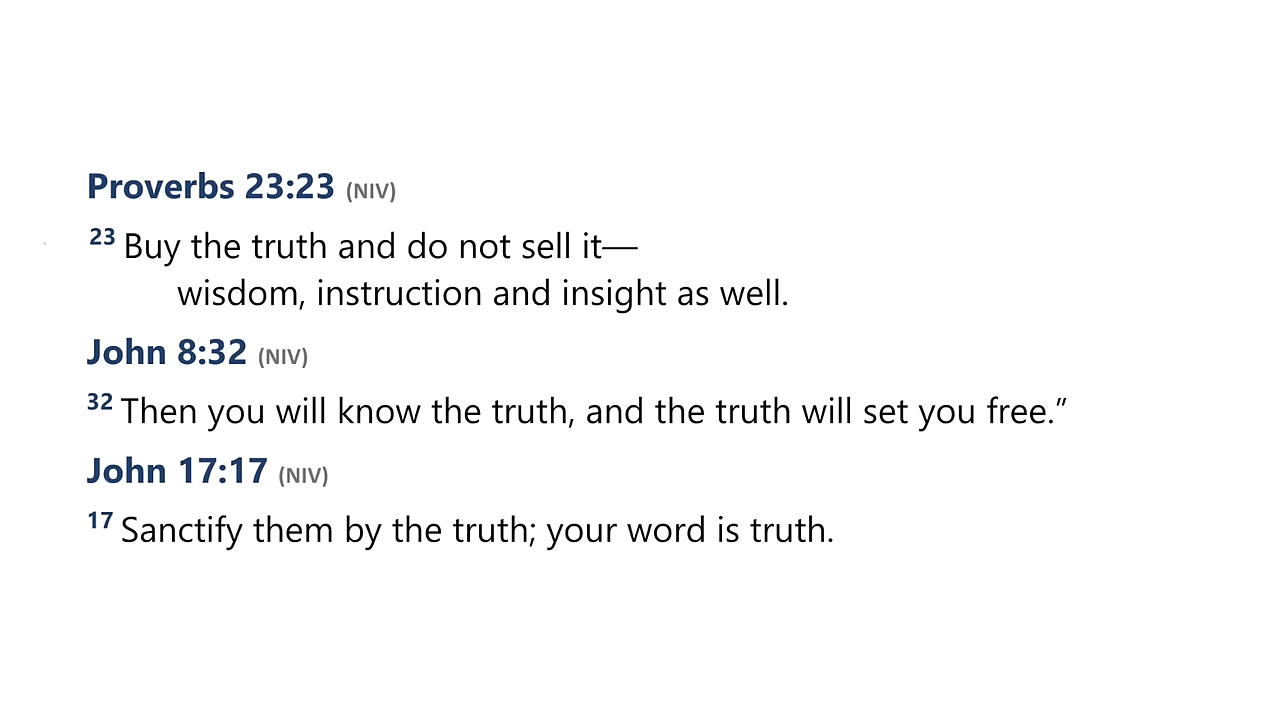 Proverbs 23:23 (NIV)
23 Buy the truth and do not sell it—
wisdom, instruction and insight as well.
John 8:32 (NIV)
32 Then you will know the truth, and the truth will set you free.”
John 17:17 (NIV)
17 Sanctify them by the truth; your word is truth.